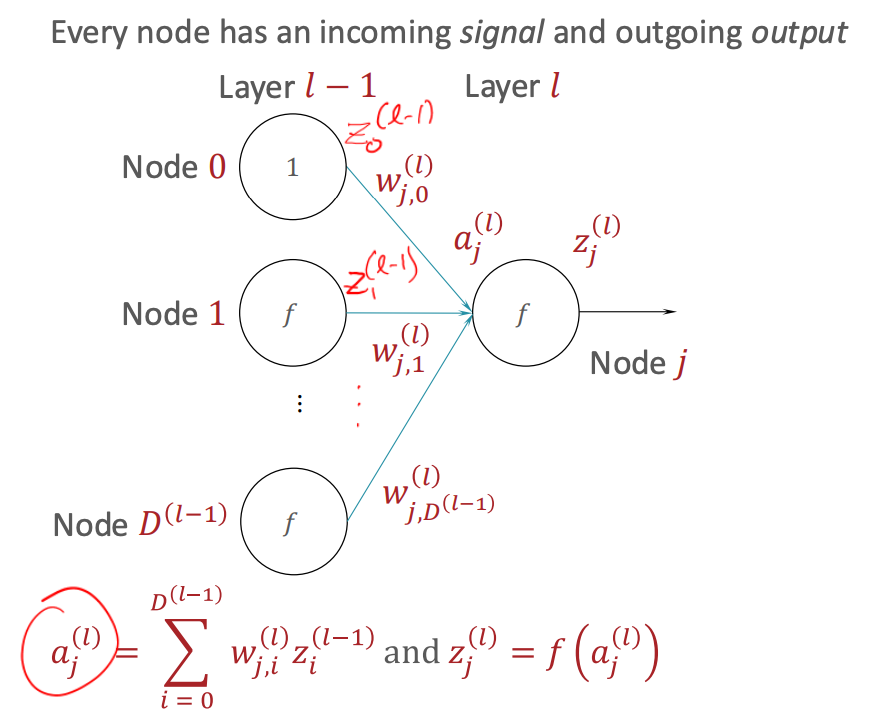 Every node has an incoming signal and outgoing output
Layer l − 1 Layer l
z_0^(l-1)
Node 0 1 w_{j,0}^{(l)}
a_j^{(l)} z_j^{(l)}
z_1^(l-1)
Node 1 f f
w_{j,1}^{(l)} Node j
⋮ ⋮
w_{j,D^{(l−1)}}^{(l)}
Node D^{(l−1)} f
a_j^{(l)} = \sum_{i = 0}^{D^{(l−1)}} w_{j,i}^{(l)} z_i^{(l−1)} and z_j^{(l)} = f(a_j^{(l)})